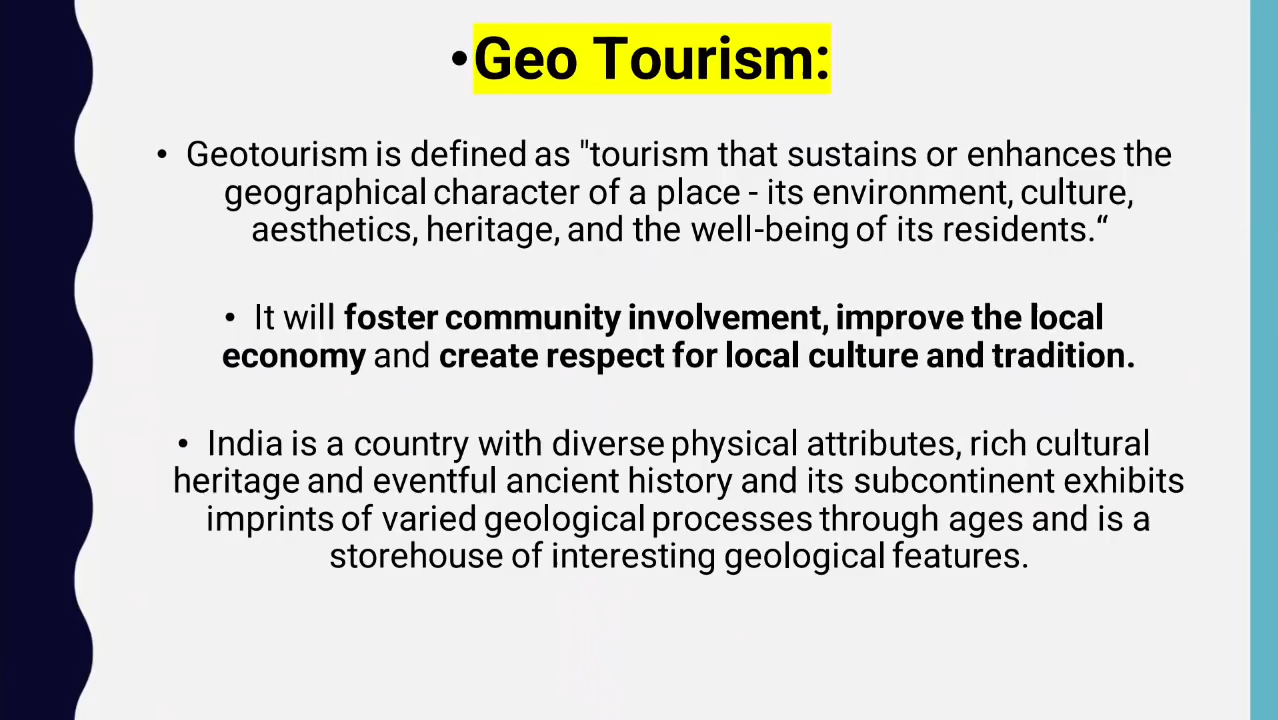 •Geo Tourism:
• Geotourism is defined as "tourism that sustains or enhances the
geographical character of a place - its environment, culture,
aesthetics, heritage, and the well-being of its residents.“
• It will foster community involvement, improve the local
economy and create respect for local culture and tradition.
• India is a country with diverse physical attributes, rich cultural
heritage and eventful ancient history and its subcontinent exhibits
imprints of varied geological processes through ages and is a
storehouse of interesting geological features.